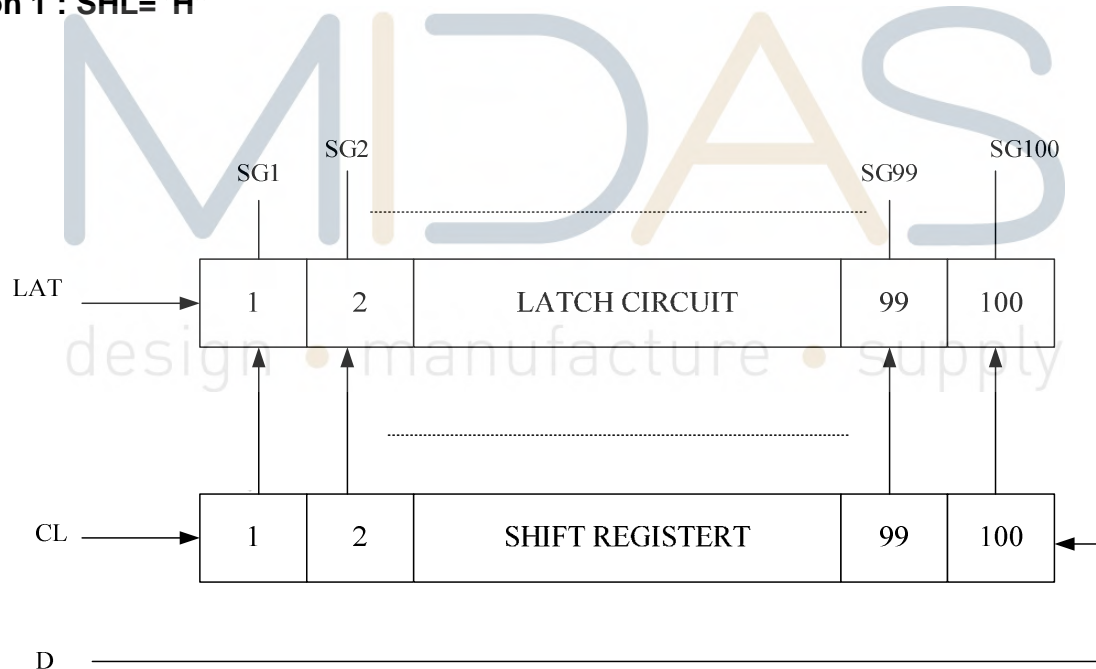 on 1 : SHL= H
MIDAS
SG1
SG2
SG99
SG100
LAT
1
2
LATCH CIRCUIT
99
100
design • manufacture • supply
CL
1
2
SHIFT REGISTERT
99
100
D